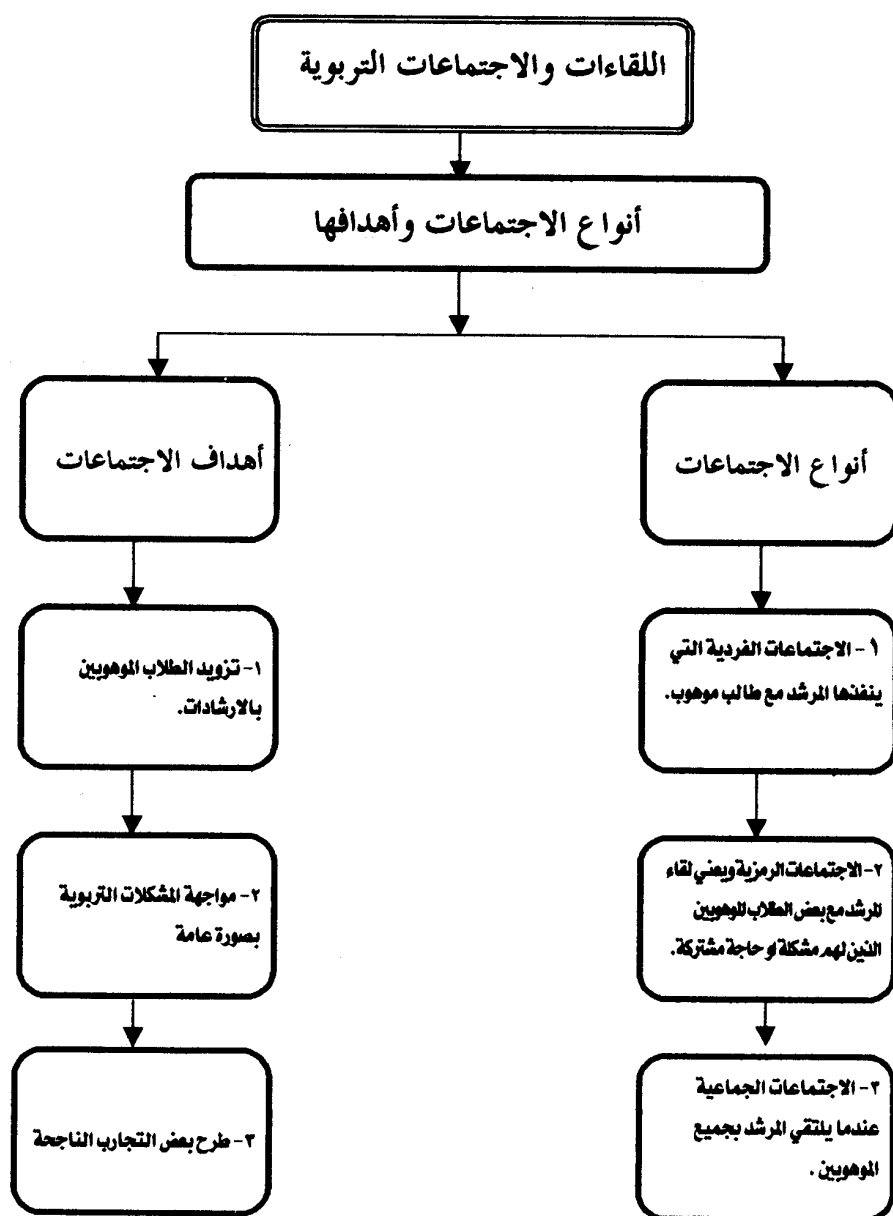 اللقاءات والاجتماعات التربوية
أنواع الاجتماعات وأهدافها
أنواع الاجتماعات
١- الاجتماعات الفردية التي
ينفذها المرشد مع طالب موهوب.
٢- الاجتماعات الرمزية ويعني لقاء
المرشد مع بعض الطلاب الموهوبين
الذين لهم مشكلة او حاجة مشتركة.
٣- الاجتماعات الجماعية
عندما يلتقي المرشد بجميع
الموهوبين .
أهداف الاجتماعات
١- تزويد الطلاب الموهوبين
بالارشادات.
٢- مواجهة المشكلات التربوية
بصورة عامة
٣- طرح بعض التجارب الناجحة